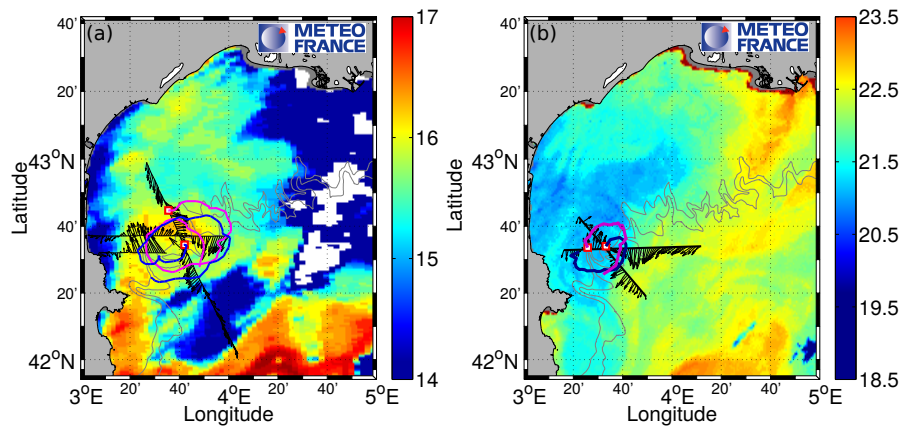 (a)
METEO
FRANCE
40'
20'
43°N
40'
20'
42°N
Latitude
3°E
20'
40'
4°E
20'
40'
5°E
Longitude
17
16
15
14
(b)
METEO
FRANCE
40'
20'
43°N
40'
20'
42°N
Latitude
3°E
20'
40'
4°E
20'
40'
5°E
Longitude
23.5
22.5
21.5
20.5
19.5
18.5